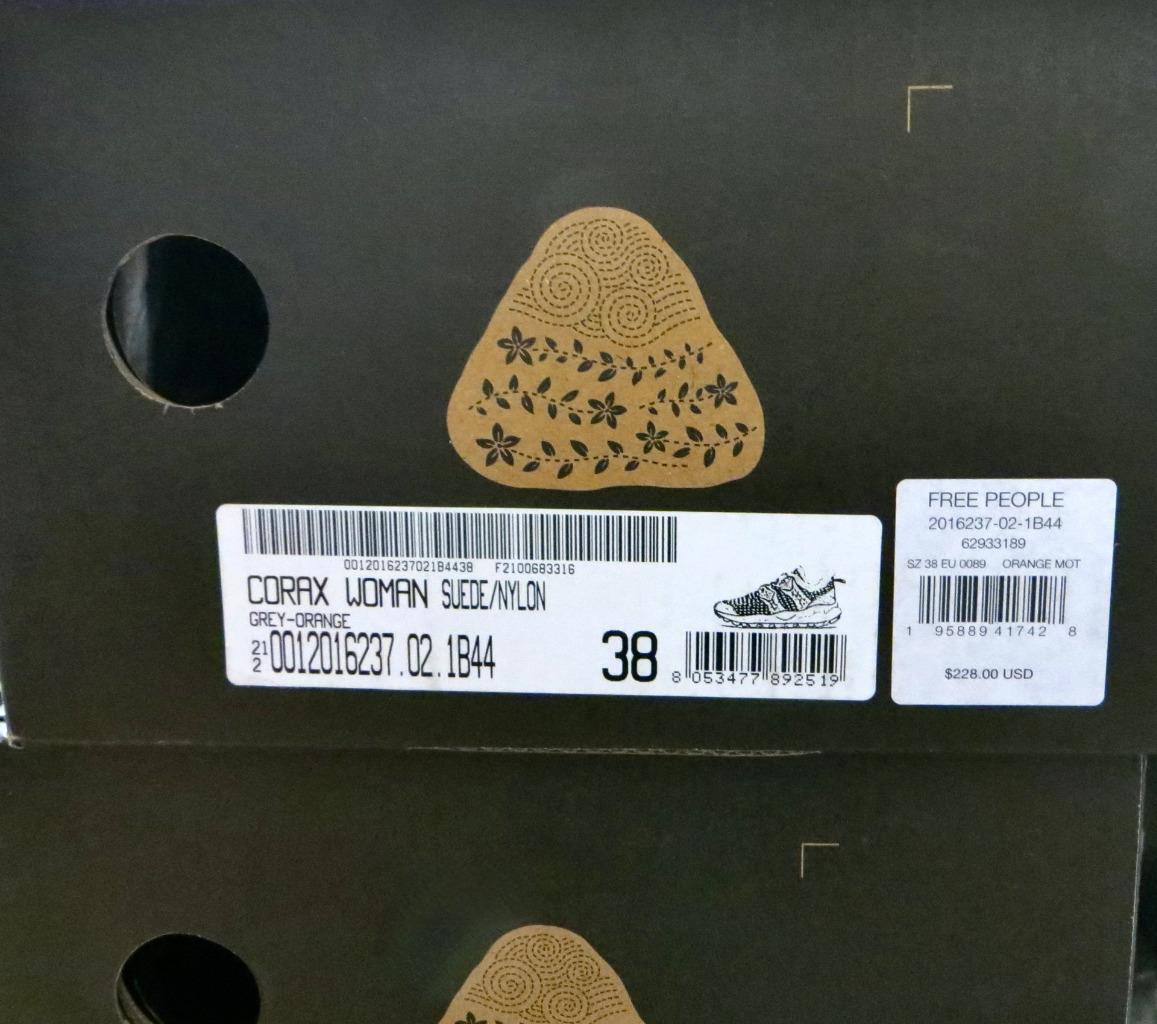 0012016237021B4438 F2100683316
CORAX WOMAN SUEDE/NYLON
GREY-ORANGE
21
2 0012016237.02.1B44
38
8 053477 892519
FREE PEOPLE
2016237-02-1B44
62933189
SZ 38 EU 0089 ORANGE MOT
1 95889 41742 8
$228.00 USD